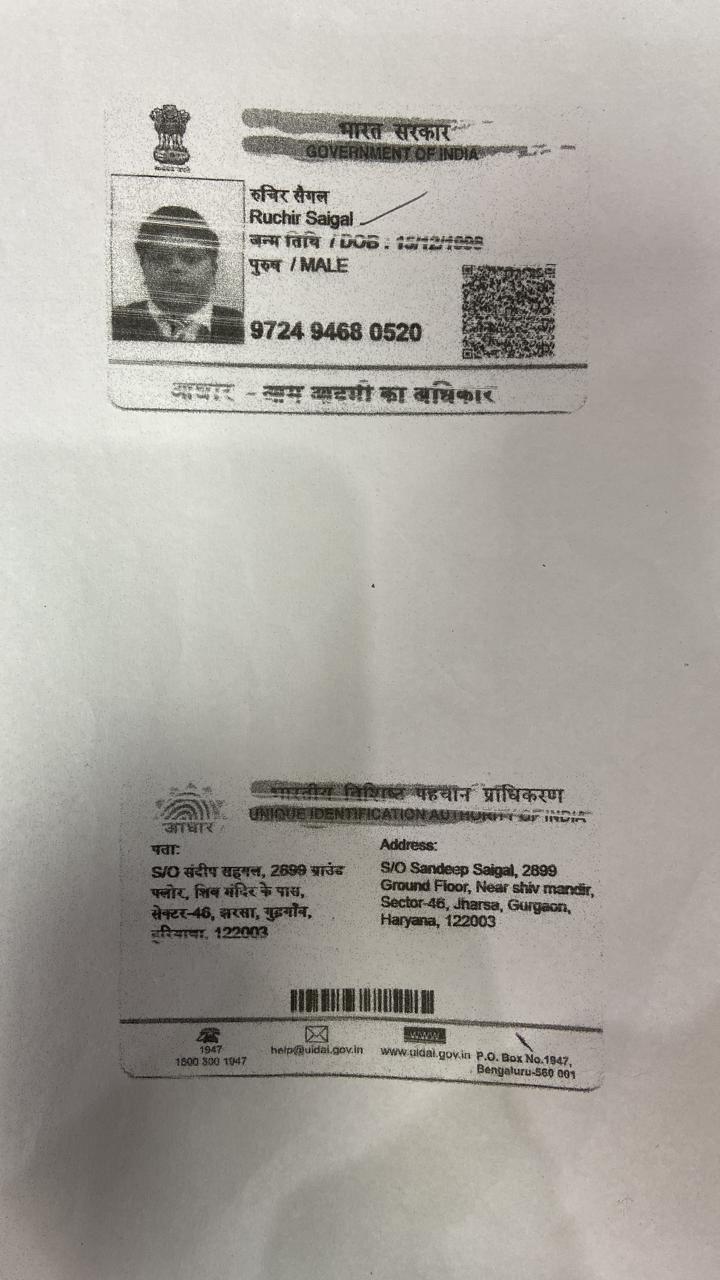 भारत सरकार
GOVERNMENT OF INDIA
रुचिर सैगल
Ruchir Saigal
जन्म तिथि / DOB : 15/12/
पुरुष / MALE
9724 9468 0520
आधार - आम आदमी का अधिकार
भारतीय विशिष्ट पहचान प्राधिकरण
UNIQUE IDENTIFICATION AUTHORITY OF INDIA
आधार
पता:
S/O संदीप सहगल, 2899 ग्राउंड
फ्लोर, शिव मंदिर के पास,
सेक्टर-46, झरसा, गुड़गाँव,
हरियाणा, 122003
Address:
S/O Sandeep Saigal, 2899
Ground Floor, Near shiv mandir,
Sector-46, Jharsa, Gurgaon,
Haryana, 122003
1947
1800 300 1947
help@uidai.gov.in
www
www.uidai.gov.in
P.O. Box No.1947,
Bengaluru-560 001